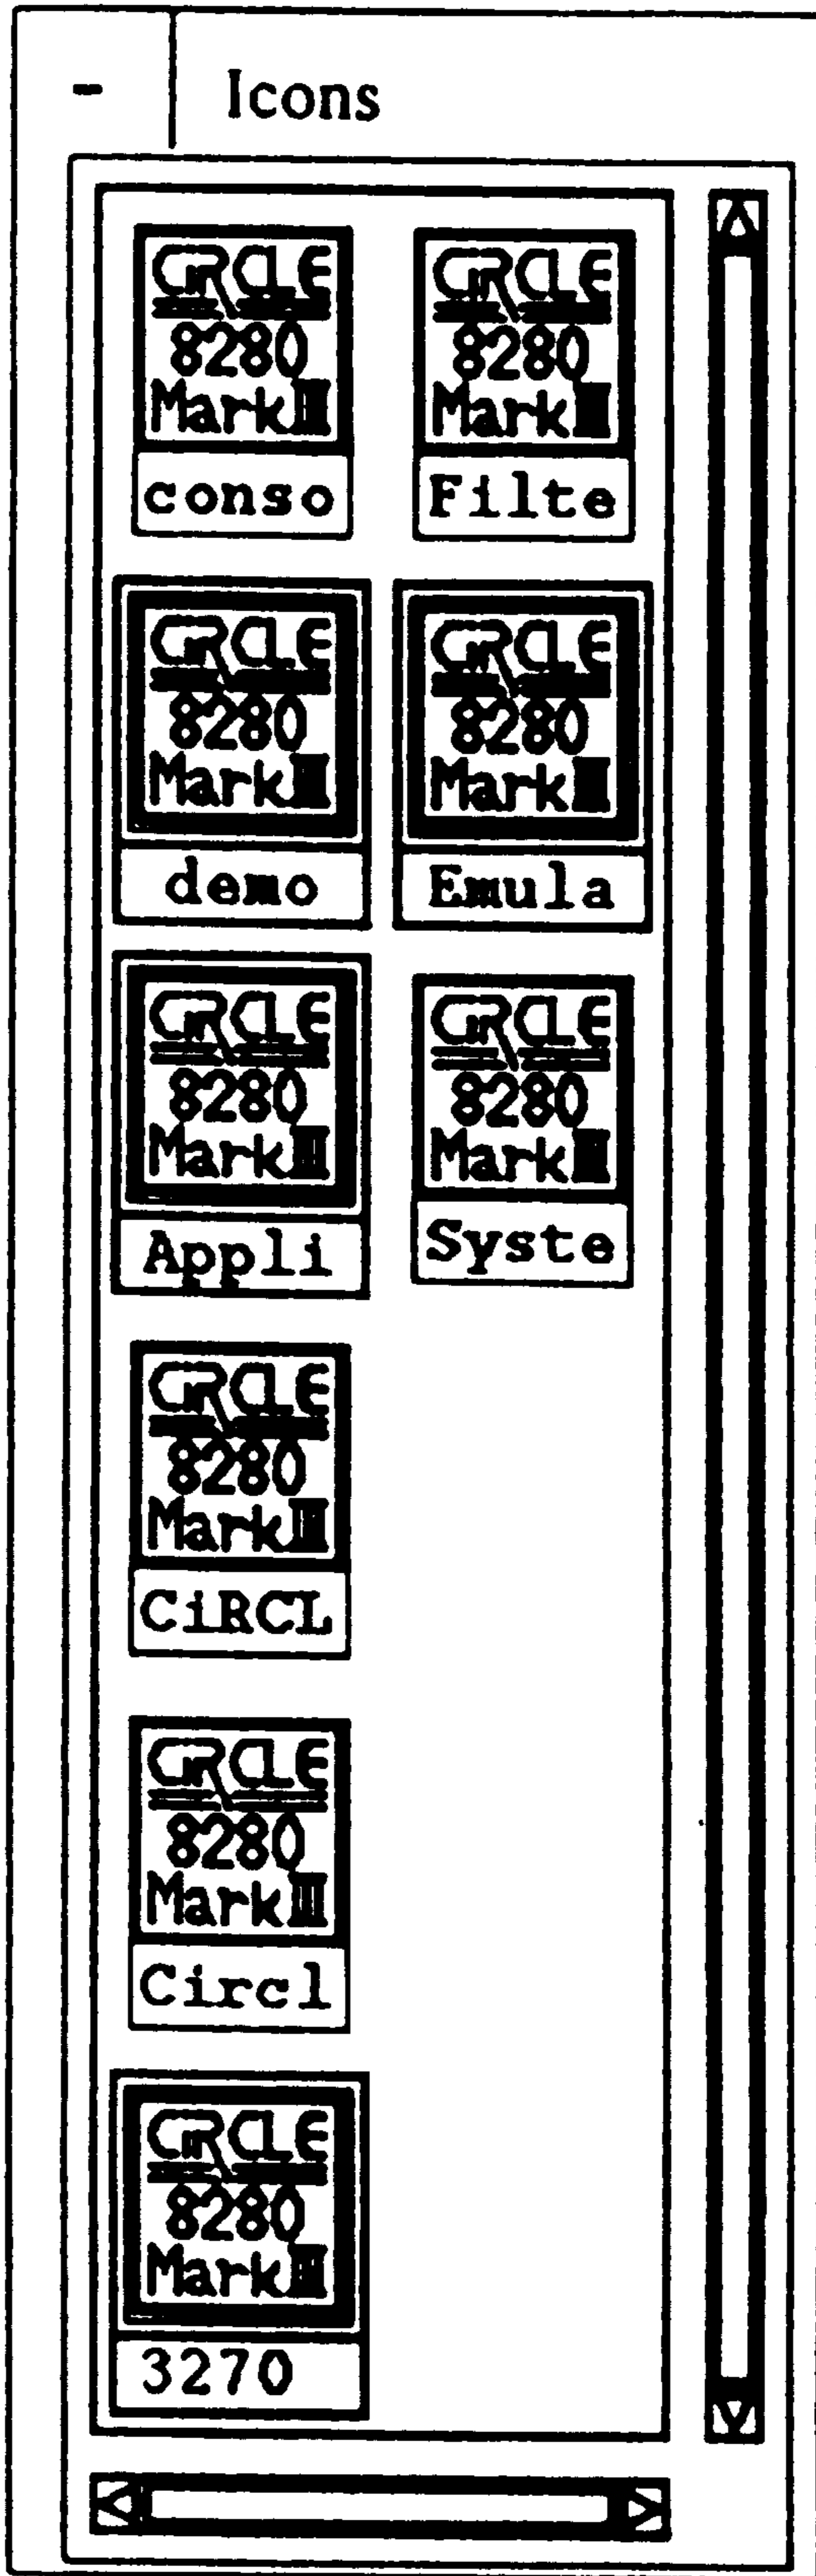 - Icons
CiRCLE CiRCLE
8280 8280
MarkIII MarkIII
conso Filte
CiRCLE CiRCLE
8280 8280
MarkIII MarkIII
demo Emula
CiRCLE CiRCLE
8280 8280
MarkIII MarkIII
Appli Syste
CiRCLE
8280
MarkIII
CiRCL
CiRCLE
8280
MarkIII
Circl
CiRCLE
8280
MarkIII
3270